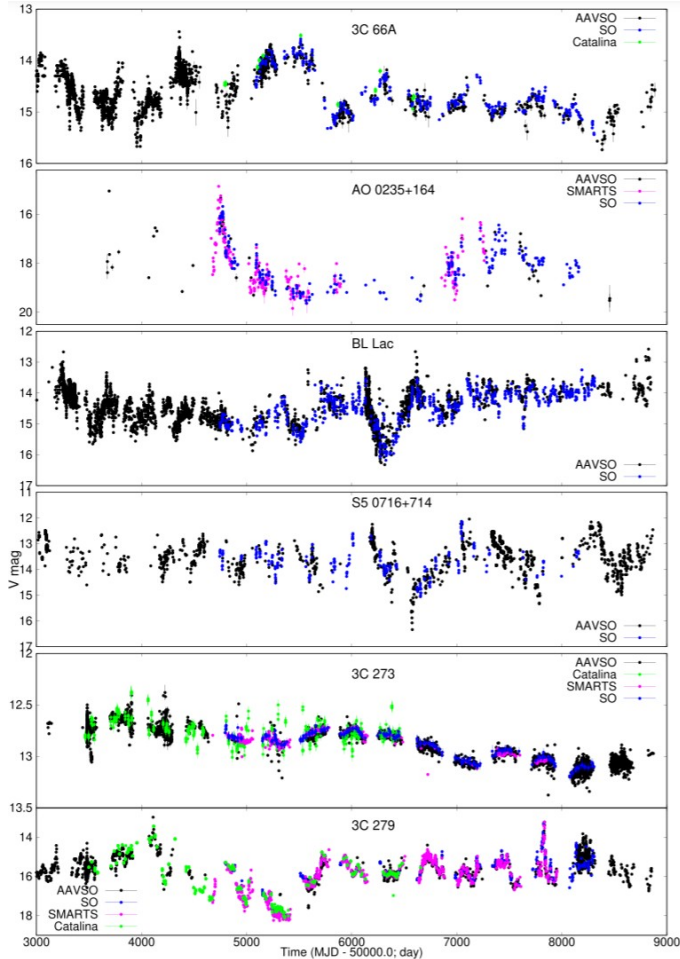 13
14
15
16
3C 66A
AAVSO
SO
Catalina
16
18
20
AO 0235+164
AAVSO
SMARTS
SO
12
13
14
15
16
17
BL Lac
AAVSO
SO
11
12
13
14
15
16
17
S5 0716+714
AAVSO
SO
V mag
12
12.5
13.0
13.5
3C 273
AAVSO
Catalina
SMARTS
SO
14
16
18
3C 279
AAVSO
SO
SMARTS
Catalina
3000 4000 5000 6000 7000 8000 9000
Time (MJD - 50000.0; day)